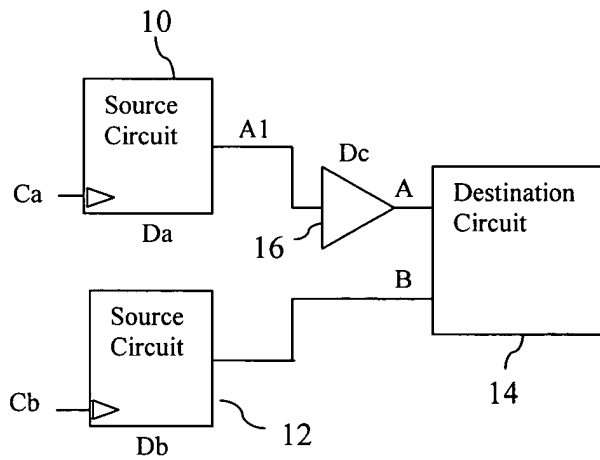 10
Source
Circuit
A1
Dc
Ca
A
Destination
Circuit
Da
16
B
Source
Circuit
14
Cb
12
Db